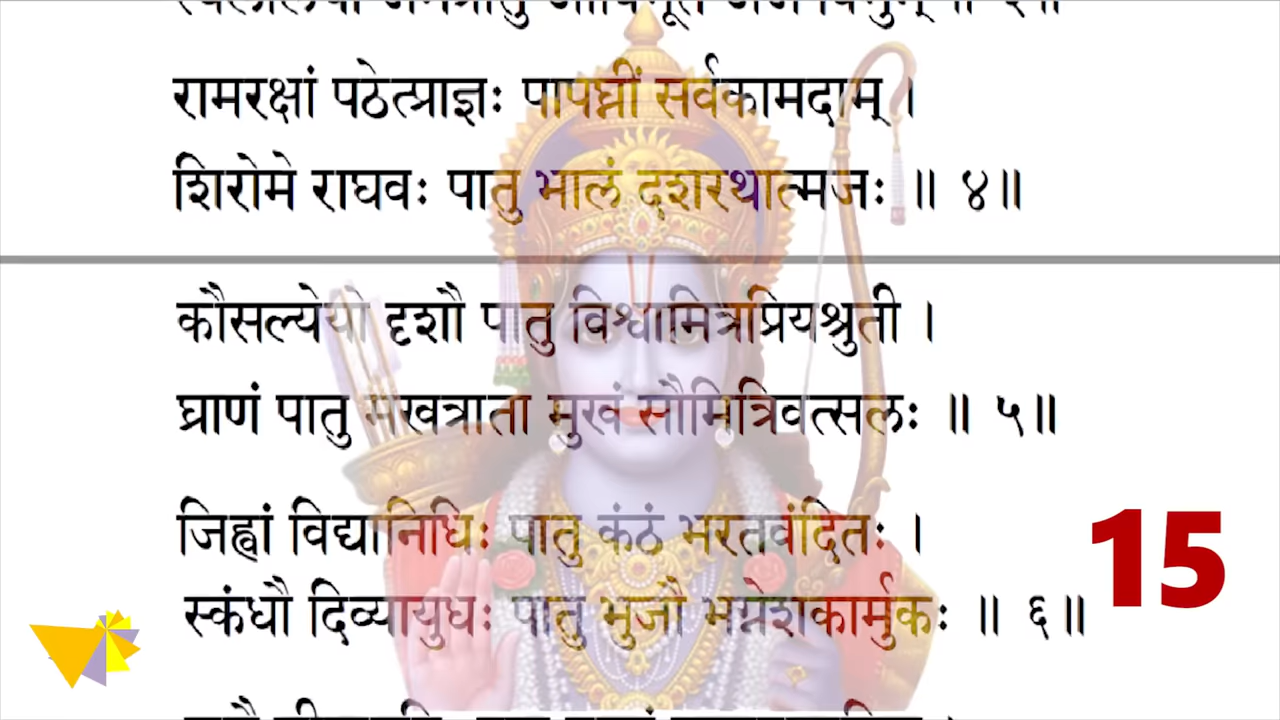 रामरक्षां पठेत्प्राज्ञः पापघ्नीं सर्वकामदाम् ।
शिरोमे राघवः पातु भालं दशरथात्मजः ॥ ४॥
कौसल्येयो दृशौ पातु विश्वामित्रप्रियश्रुती ।
घ्राणं पातु मखत्राता मुखं सौमित्रिवत्सलः ॥ ५॥
जिह्वां विद्यानिधिः पातु कंठं भरतवंदितः ।
स्कंधौ दिव्यायुधः पातु भुजौ भग्नेशकार्मुकः ॥ ६॥
15